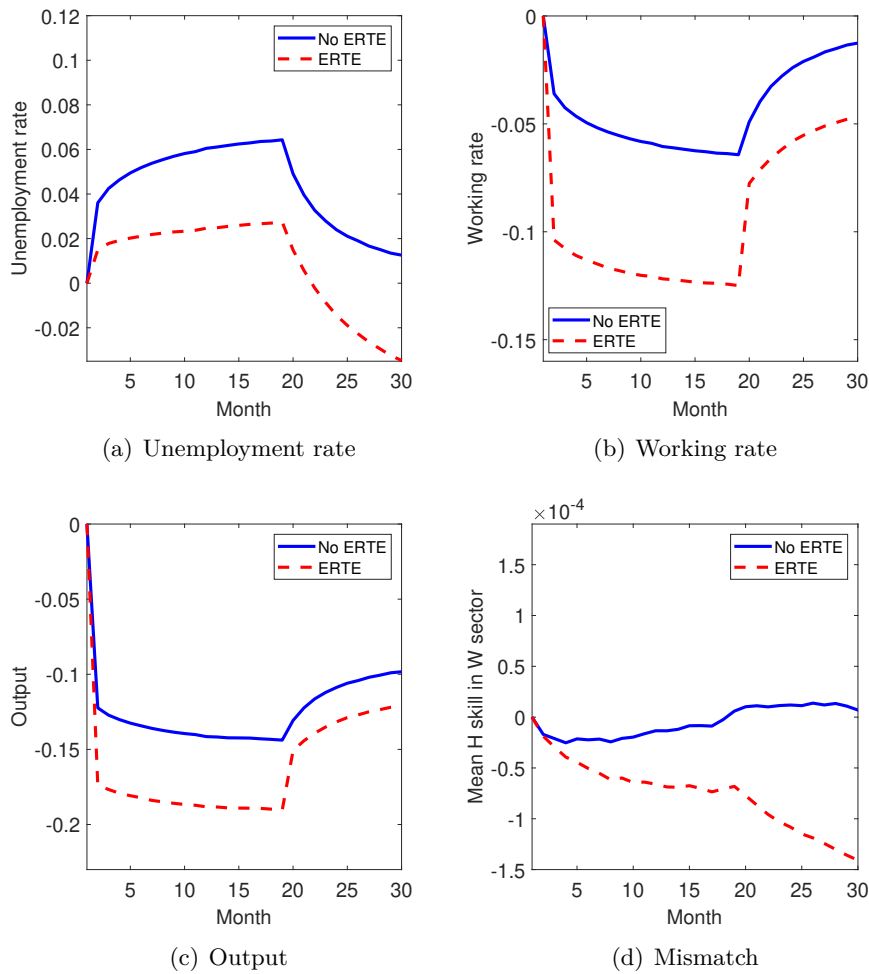 0.12
0.1
0.08
0.06
0.04
0.02
0
-0.02
Unemployment rate
No ERTE
ERTE
5 10 15 20 25 30
Month
(a) Unemployment rate
0
-0.05
-0.1
-0.15
Working rate
No ERTE
ERTE
5 10 15 20 25 30
Month
(b) Working rate
0
-0.05
-0.1
-0.15
-0.2
Output
No ERTE
ERTE
5 10 15 20 25 30
Month
(c) Output
×10⁻⁴
1.5
1
0.5
0
-0.5
-1
-1.5
Mean H skill in W sector
No ERTE
ERTE
5 10 15 20 25 30
Month
(d) Mismatch